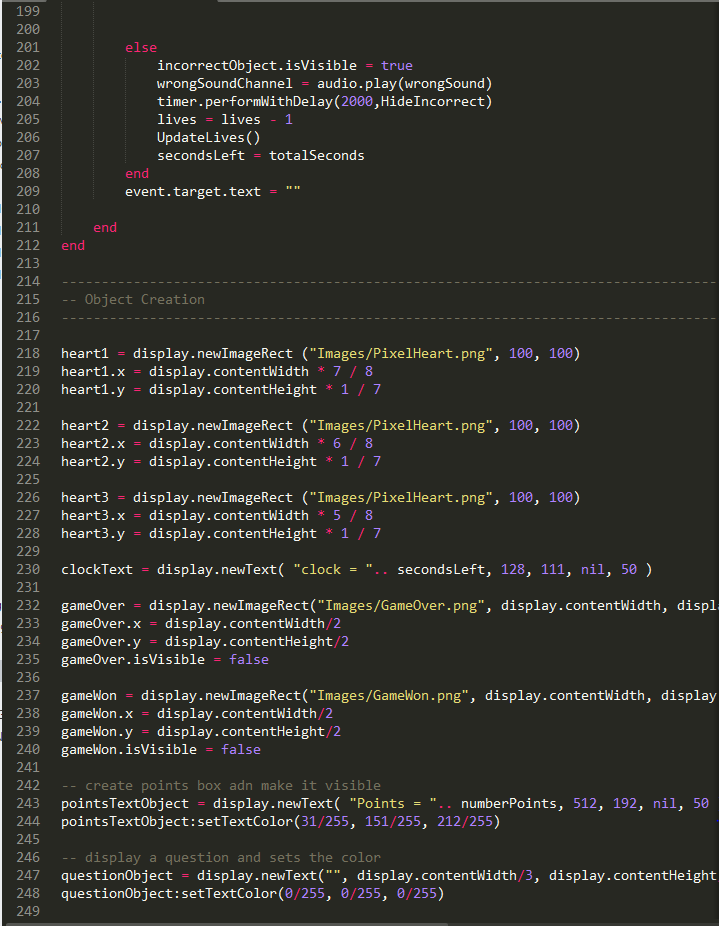 199
200
201 else
202 incorrectObject.isVisible = true
203 wrongSoundChannel = audio.play(wrongSound)
204 timer.performWithDelay(2000,HideIncorrect)
205 lives = lives - 1
206 UpdateLives()
207 secondsLeft = totalSeconds
208 end
209 event.target.text = ""
210
211 end
212 end
213
214 ----------------------------------------------------------------------------------
215 -- Object Creation
216 ----------------------------------------------------------------------------------
217
218 heart1 = display.newImageRect ("Images/PixelHeart.png", 100, 100)
219 heart1.x = display.contentWidth * 7 / 8
220 heart1.y = display.contentHeight * 1 / 7
221
222 heart2 = display.newImageRect ("Images/PixelHeart.png", 100, 100)
223 heart2.x = display.contentWidth * 6 / 8
224 heart2.y = display.contentHeight * 1 / 7
225
226 heart3 = display.newImageRect ("Images/PixelHeart.png", 100, 100)
227 heart3.x = display.contentWidth * 5 / 8
228 heart3.y = display.contentHeight * 1 / 7
229
230 clockText = display.newText( "clock = ".. secondsLeft, 128, 111, nil, 50 )
231
232 gameOver = display.newImageRect("Images/GameOver.png", display.contentWidth, displ
233 gameOver.x = display.contentWidth/2
234 gameOver.y = display.contentHeight/2
235 gameOver.isVisible = false
236
237 gameWon = display.newImageRect("Images/GameWon.png", display.contentWidth, display
238 gameWon.x = display.contentWidth/2
239 gameWon.y = display.contentHeight/2
240 gameWon.isVisible = false
241
242 -- create points box adn make it visible
243 pointsTextObject = display.newText( "Points = ".. numberPoints, 512, 192, nil, 50
244 pointsTextObject:setTextColor(31/255, 151/255, 212/255)
245
246 -- display a question and sets the color
247 questionObject = display.newText("", display.contentWidth/3, display.contentHeight
248 questionObject:setTextColor(0/255, 0/255, 0/255)
249